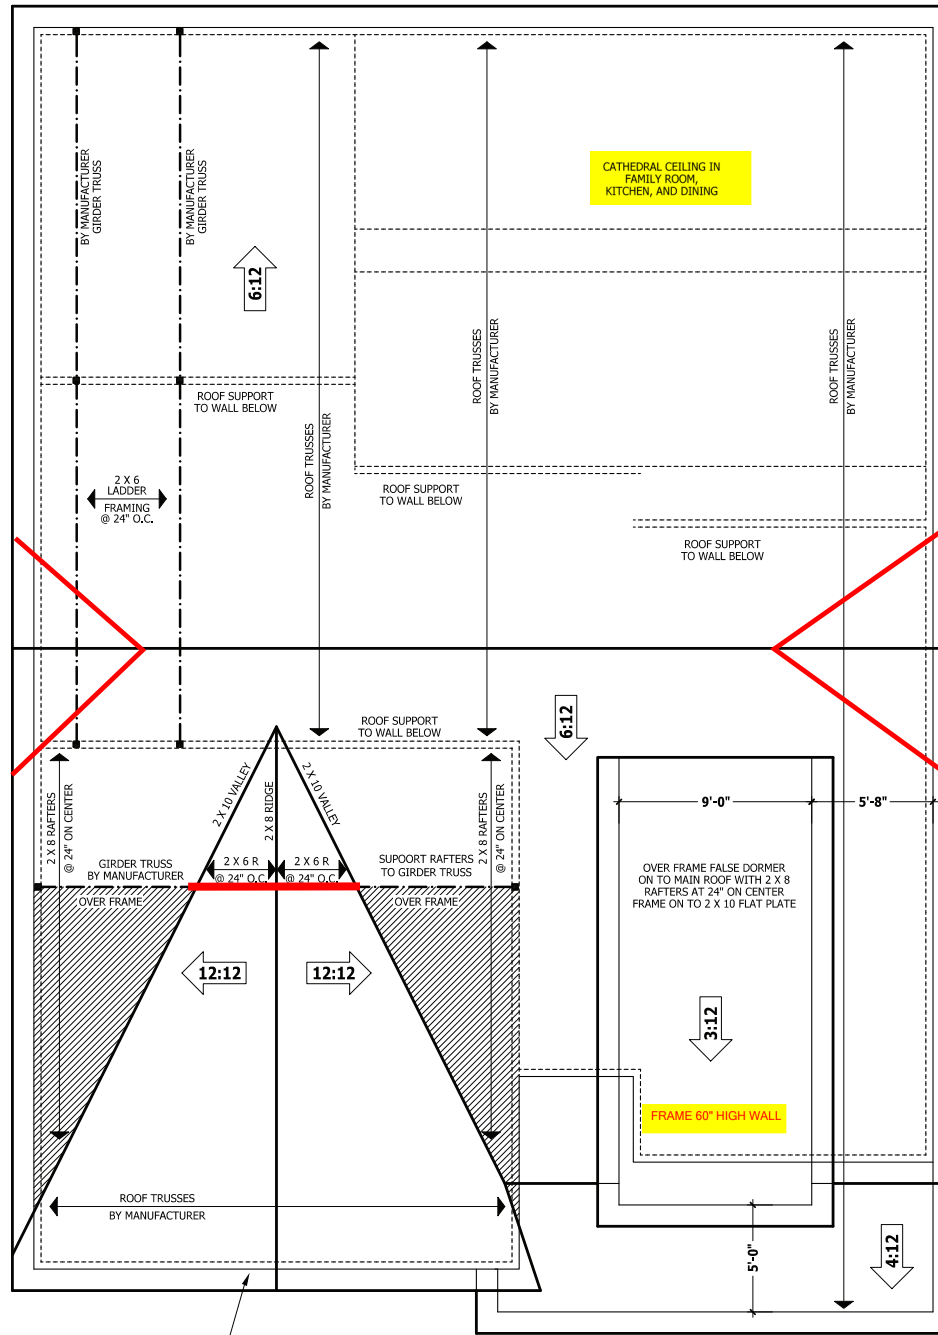 BY MANUFACTURER
GIRDER TRUSS
BY MANUFACTURER
GIRDER TRUSS
CATHEDRAL CEILING IN
FAMILY ROOM,
KITCHEN, AND DINING
6:12
ROOF TRUSSES
BY MANUFACTURER
ROOF TRUSSES
BY MANUFACTURER
ROOF SUPPORT
TO WALL BELOW
ROOF TRUSSES
BY MANUFACTURER
2 X 6
LADDER
FRAMING
@ 24" O.C.
ROOF SUPPORT
TO WALL BELOW
ROOF SUPPORT
TO WALL BELOW
ROOF SUPPORT
TO WALL BELOW
6:12
2 X 8 RAFTERS
@ 24" ON CENTER
2 X 10 VALLEY
2 X 8 RIDGE
2 X 10 VALLEY
2 X 8 RAFTERS
@ 24" ON CENTER
9'-0"
5'-8"
GIRDER TRUSS
BY MANUFACTURER
2 X 6 R
@ 24" O.C.
2 X 6 R
@ 24" O.C.
SUPOORT RAFTERS
TO GIRDER TRUSS
OVER FRAME
OVER FRAME
OVER FRAME FALSE DORMER
ON TO MAIN ROOF WITH 2 X 8
RAFTERS AT 24" ON CENTER
FRAME ON TO 2 X 10 FLAT PLATE
12:12
12:12
3:12
FRAME 60" HIGH WALL
ROOF TRUSSES
BY MANUFACTURER
5'-0"
4:12